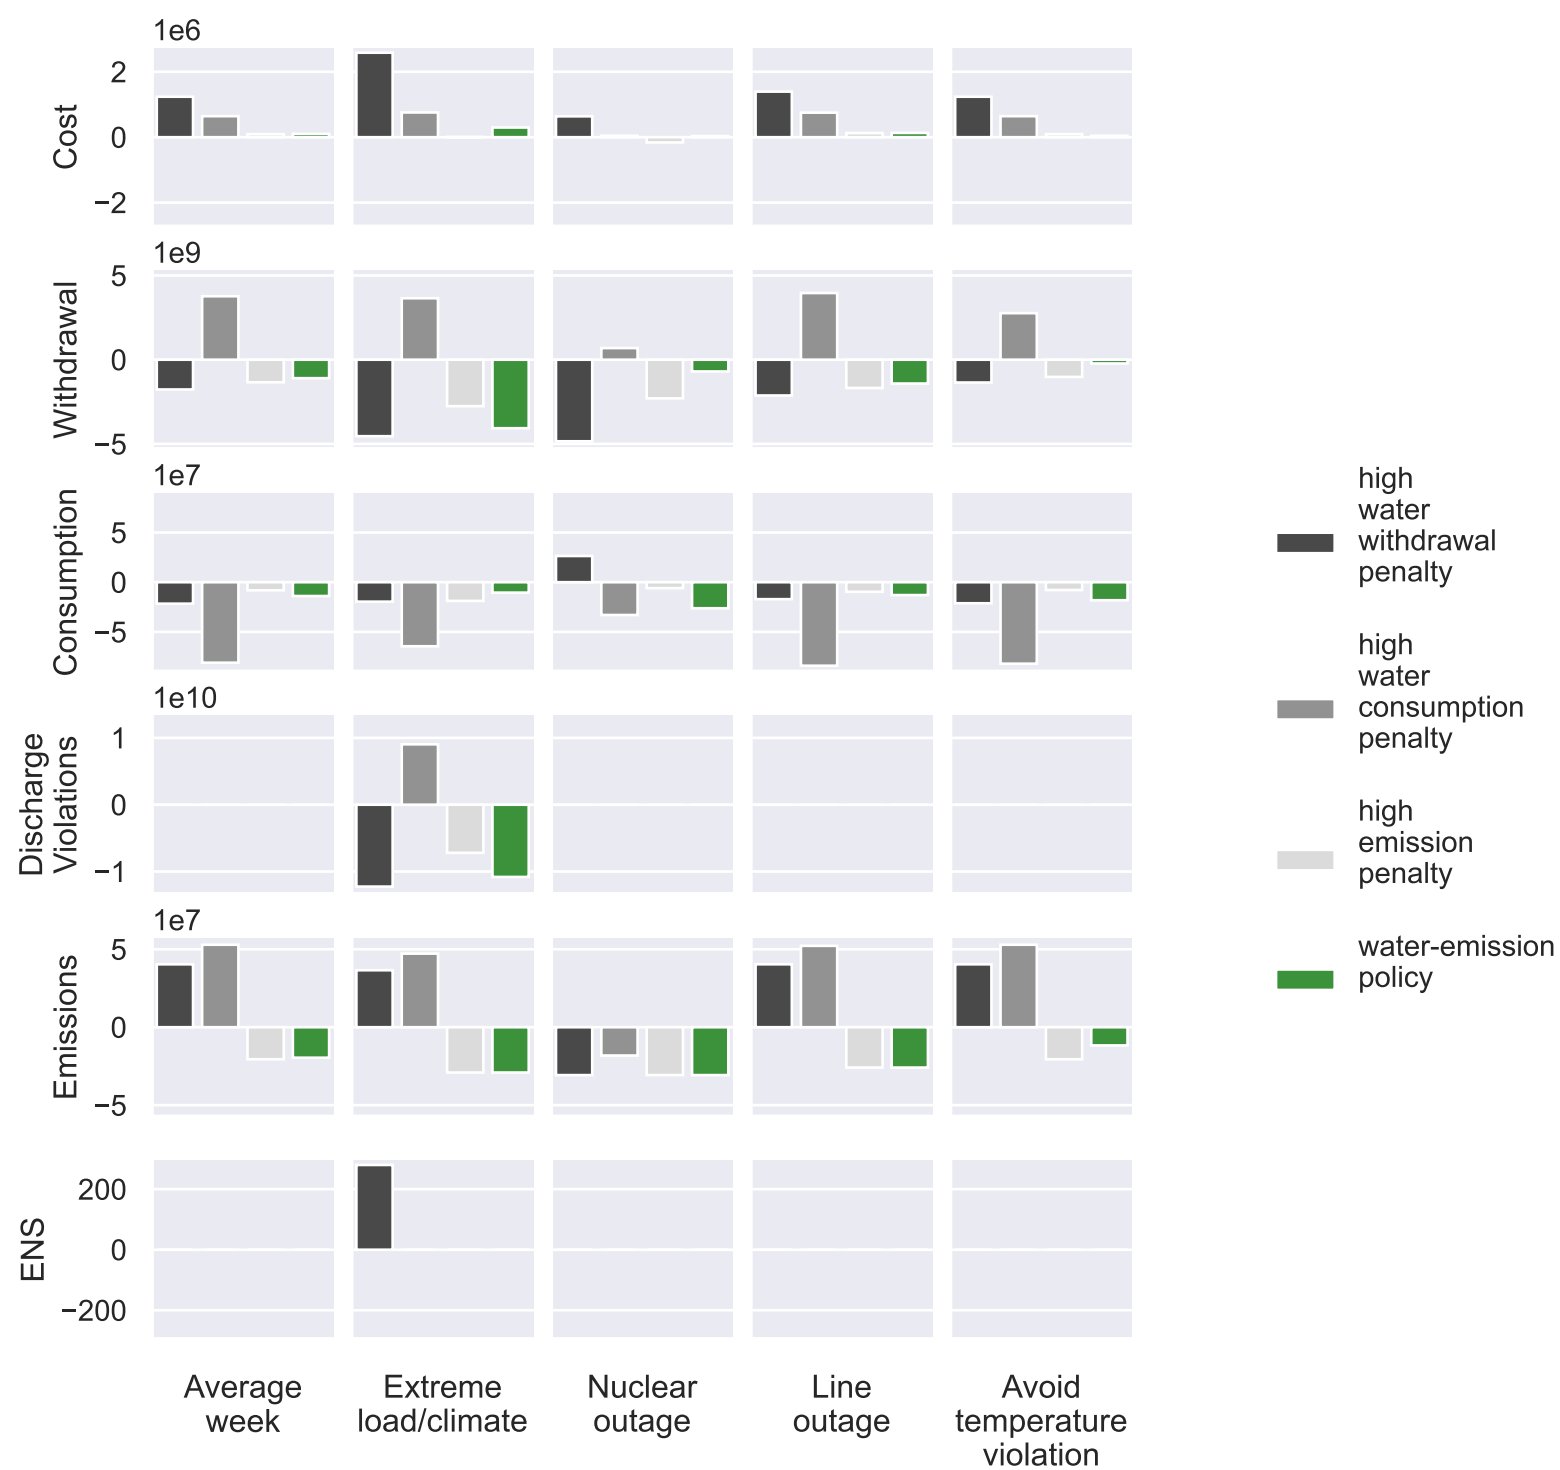 1e6
2
0
−2
Cost
1e9
5
0
−5
Withdrawal
1e7
5
0
−5
Consumption
1e10
1
0
−1
Discharge
Violations
1e7
5
0
−5
Emissions
200
0
−200
ENS
Average
week
Extreme
load/climate
Nuclear
outage
Line
outage
Avoid
temperature
violation
high
water
withdrawal
penalty
high
water
consumption
penalty
high
emission
penalty
water-emission
policy